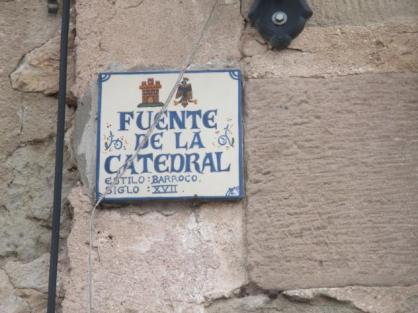 FUENTE
DE LA
CATEDRAL
ESTILO: BARROCO.
SIGLO : XVII.